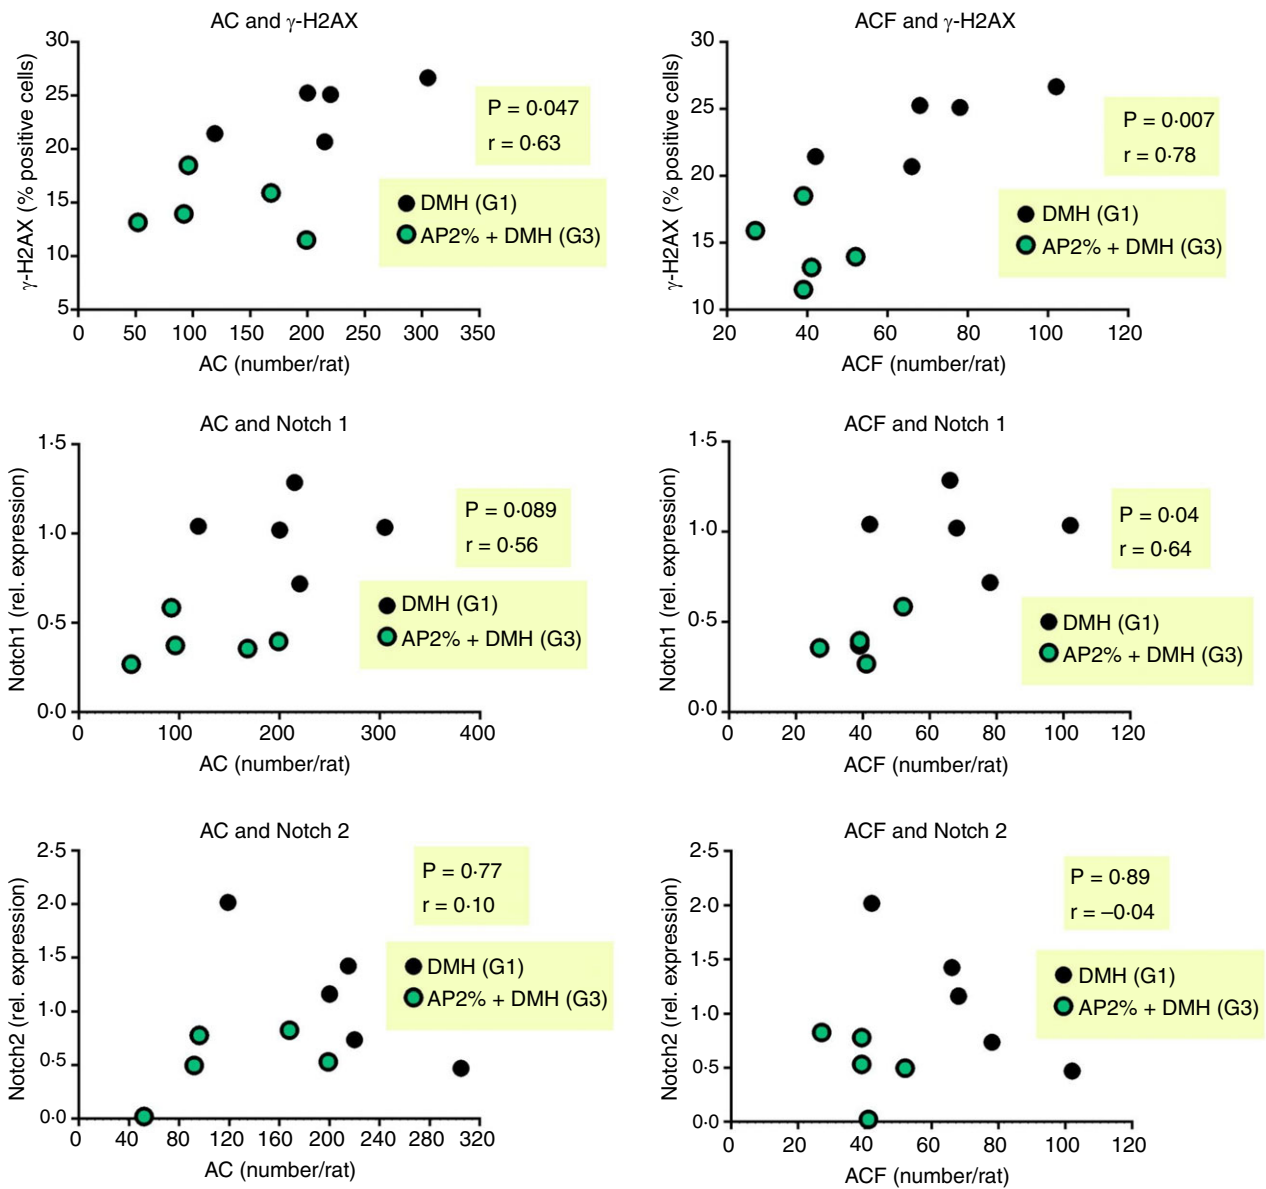 AC and γ-H2AX
γ-H2AX (% positive cells)
30
25
20
15
10
5
0 50 100 150 200 250 300 350
AC (number/rat)
P = 0·047
r = 0·63
DMH (G1)
AP2% + DMH (G3)
ACF and γ-H2AX
γ-H2AX (% positive cells)
30
25
20
15
10
20 40 60 80 100 120
ACF (number/rat)
P = 0·007
r = 0·78
DMH (G1)
AP2% + DMH (G3)
AC and Notch 1
Notch1 (rel. expression)
1·5
1·0
0·5
0·0
0 100 200 300 400
AC (number/rat)
P = 0·089
r = 0·56
DMH (G1)
AP2% + DMH (G3)
ACF and Notch 1
Notch1 (rel. expression)
1·5
1·0
0·5
0·0
0 20 40 60 80 100 120
ACF (number/rat)
P = 0·04
r = 0·64
DMH (G1)
AP2% + DMH (G3)
AC and Notch 2
Notch2 (rel. expression)
2·5
2·0
1·5
1·0
0·5
0·0
0 40 80 120 160 200 240 280 320
AC (number/rat)
P = 0·77
r = 0·10
DMH (G1)
AP2% + DMH (G3)
ACF and Notch 2
Notch2 (rel. expression)
2·5
2·0
1·5
1·0
0·5
0·0
0 20 40 60 80 100 120
ACF (number/rat)
P = 0·89
r = –0·04
DMH (G1)
AP2% + DMH (G3)